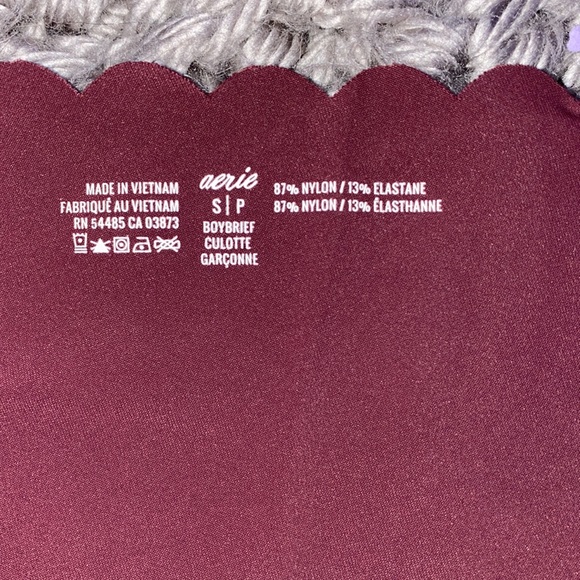 MADE IN VIETNAM
FABRIQUÉ AU VIETNAM
RN 54485 CA 03873
aerie
S | P
BOYBRIEF
CULOTTE
GARÇONNE
87% NYLON / 13% ELASTANE
87% NYLON / 13% ÉLASTHANNE